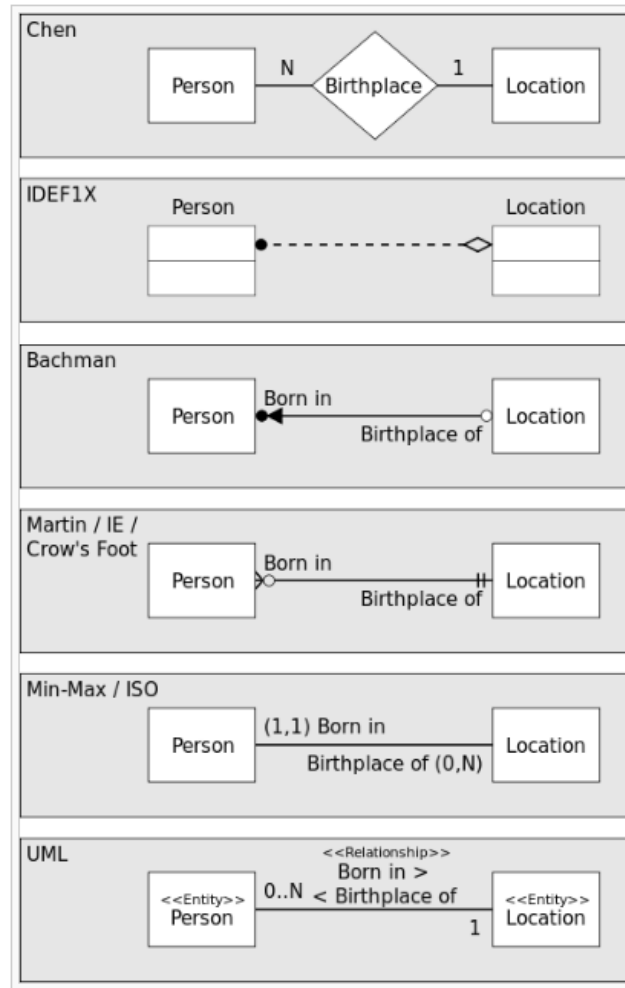 Chen
Person
N
Birthplace
1
Location
IDEF1X
Person
Location
Bachman
Person
Born in
Birthplace of
Location
Martin / IE /
Crow's Foot
Person
Born in
Birthplace of
Location
Min-Max / ISO
Person
(1,1) Born in
Birthplace of (0,N)
Location
UML
<<Entity>>
Person
0..N
<<Relationship>>
Born in >
< Birthplace of
1
<<Entity>>
Location